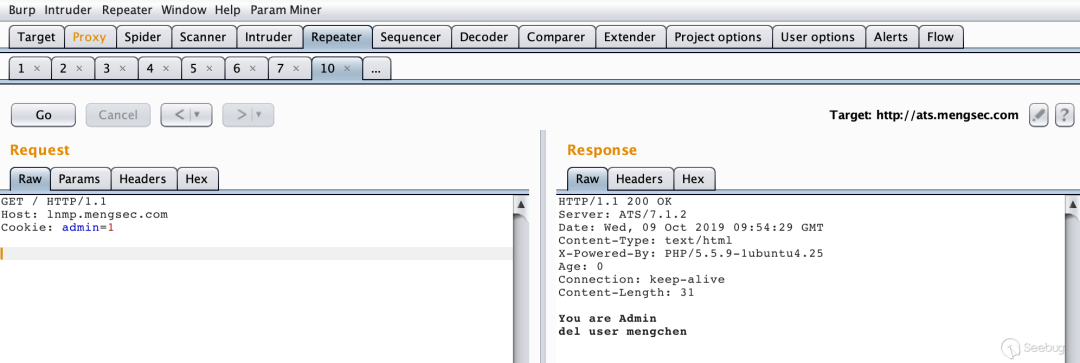 Burp Intruder Repeater Window Help Param Miner
Target Proxy Spider Scanner Intruder Repeater Sequencer Decoder Comparer Extender Project options User options Alerts Flow
1 × 2 × 3 × 4 × 5 × 6 × 7 × 10 × ...
Go Cancel < | ▾ > | ▾ Target: http://ats.mengsec.com ?
Request
Raw Params Headers Hex
GET / HTTP/1.1
Host: lnmp.mengsec.com
Cookie: admin=1
Response
Raw Headers Hex
HTTP/1.1 200 OK
Server: ATS/7.1.2
Date: Wed, 09 Oct 2019 09:54:29 GMT
Content-Type: text/html
X-Powered-By: PHP/5.5.9-1ubuntu4.25
Age: 0
Connection: keep-alive
Content-Length: 31

You are Admin
del user mengchen
Seebug